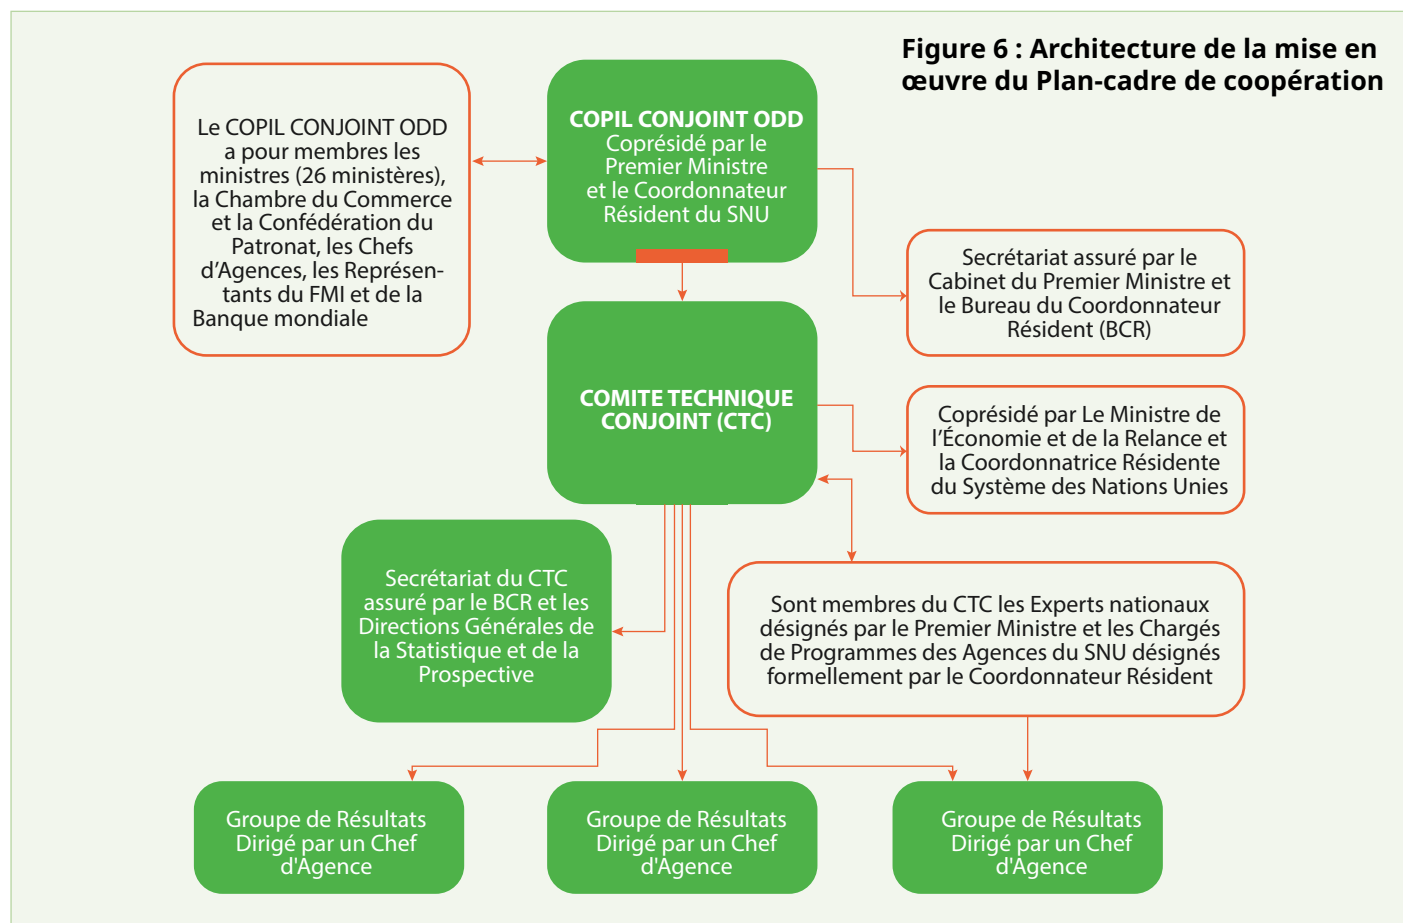 Figure 6 : Architecture de la mise en
œuvre du Plan-cadre de coopération
Le COPIL CONJOINT ODD
a pour membres les
ministres (26 ministères),
la Chambre du Commerce
et la Confédération du
Patronat, les Chefs
d’Agences, les Représen-
tants du FMI et de la
Banque mondiale
COPIL CONJOINT ODD
Coprésidé par le
Premier Ministre
et le Coordonnateur
Résident du SNU
Secrétariat assuré par le
Cabinet du Premier Ministre et
le Bureau du Coordonnateur
Résident (BCR)
COMITE TECHNIQUE
CONJOINT (CTC)
Coprésidé par Le Ministre de
l’Économie et de la Relance et
la Coordonnatrice Résidente
du Système des Nations Unies
Secrétariat du CTC
assuré par le BCR et les
Directions Générales de
la Statistique et de la
Prospective
Sont membres du CTC les Experts nationaux
désignés par le Premier Ministre et les Chargés
de Programmes des Agences du SNU désignés
formellement par le Coordonnateur Résident
Groupe de Résultats
Dirigé par un Chef
d'Agence
Groupe de Résultats
Dirigé par un Chef
d'Agence
Groupe de Résultats
Dirigé par un Chef
d'Agence